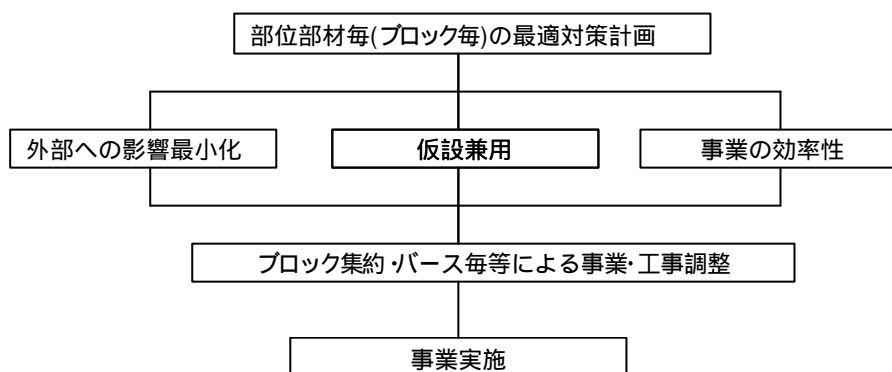 部位部材毎(ブロック毎)の最適対策計画
外部への影響最小化
仮設兼用
事業の効率性
ブロック集約・バース毎等による事業・工事調整
事業実施